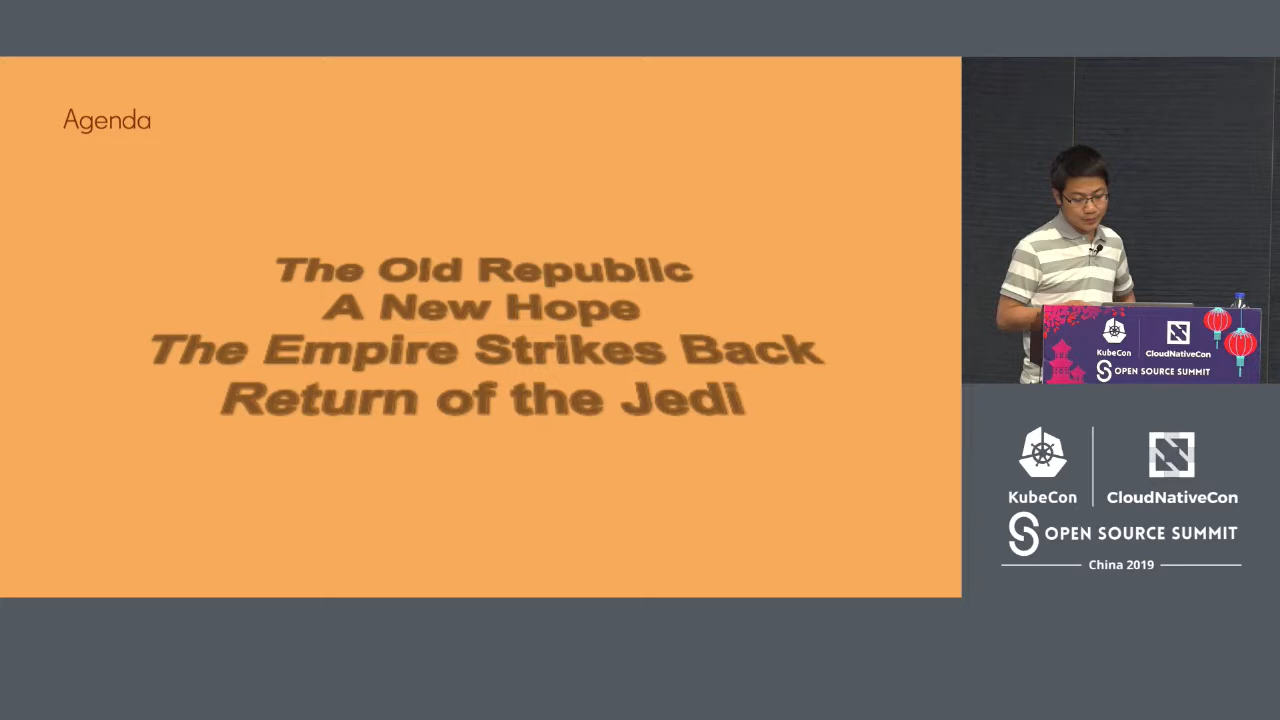 Agenda
The Old Republic
A New Hope
The Empire Strikes Back
Return of the Jedi
KubeCon
CloudNativeCon
OPEN SOURCE SUMMIT
KubeCon
CloudNativeCon
OPEN SOURCE SUMMIT
China 2019